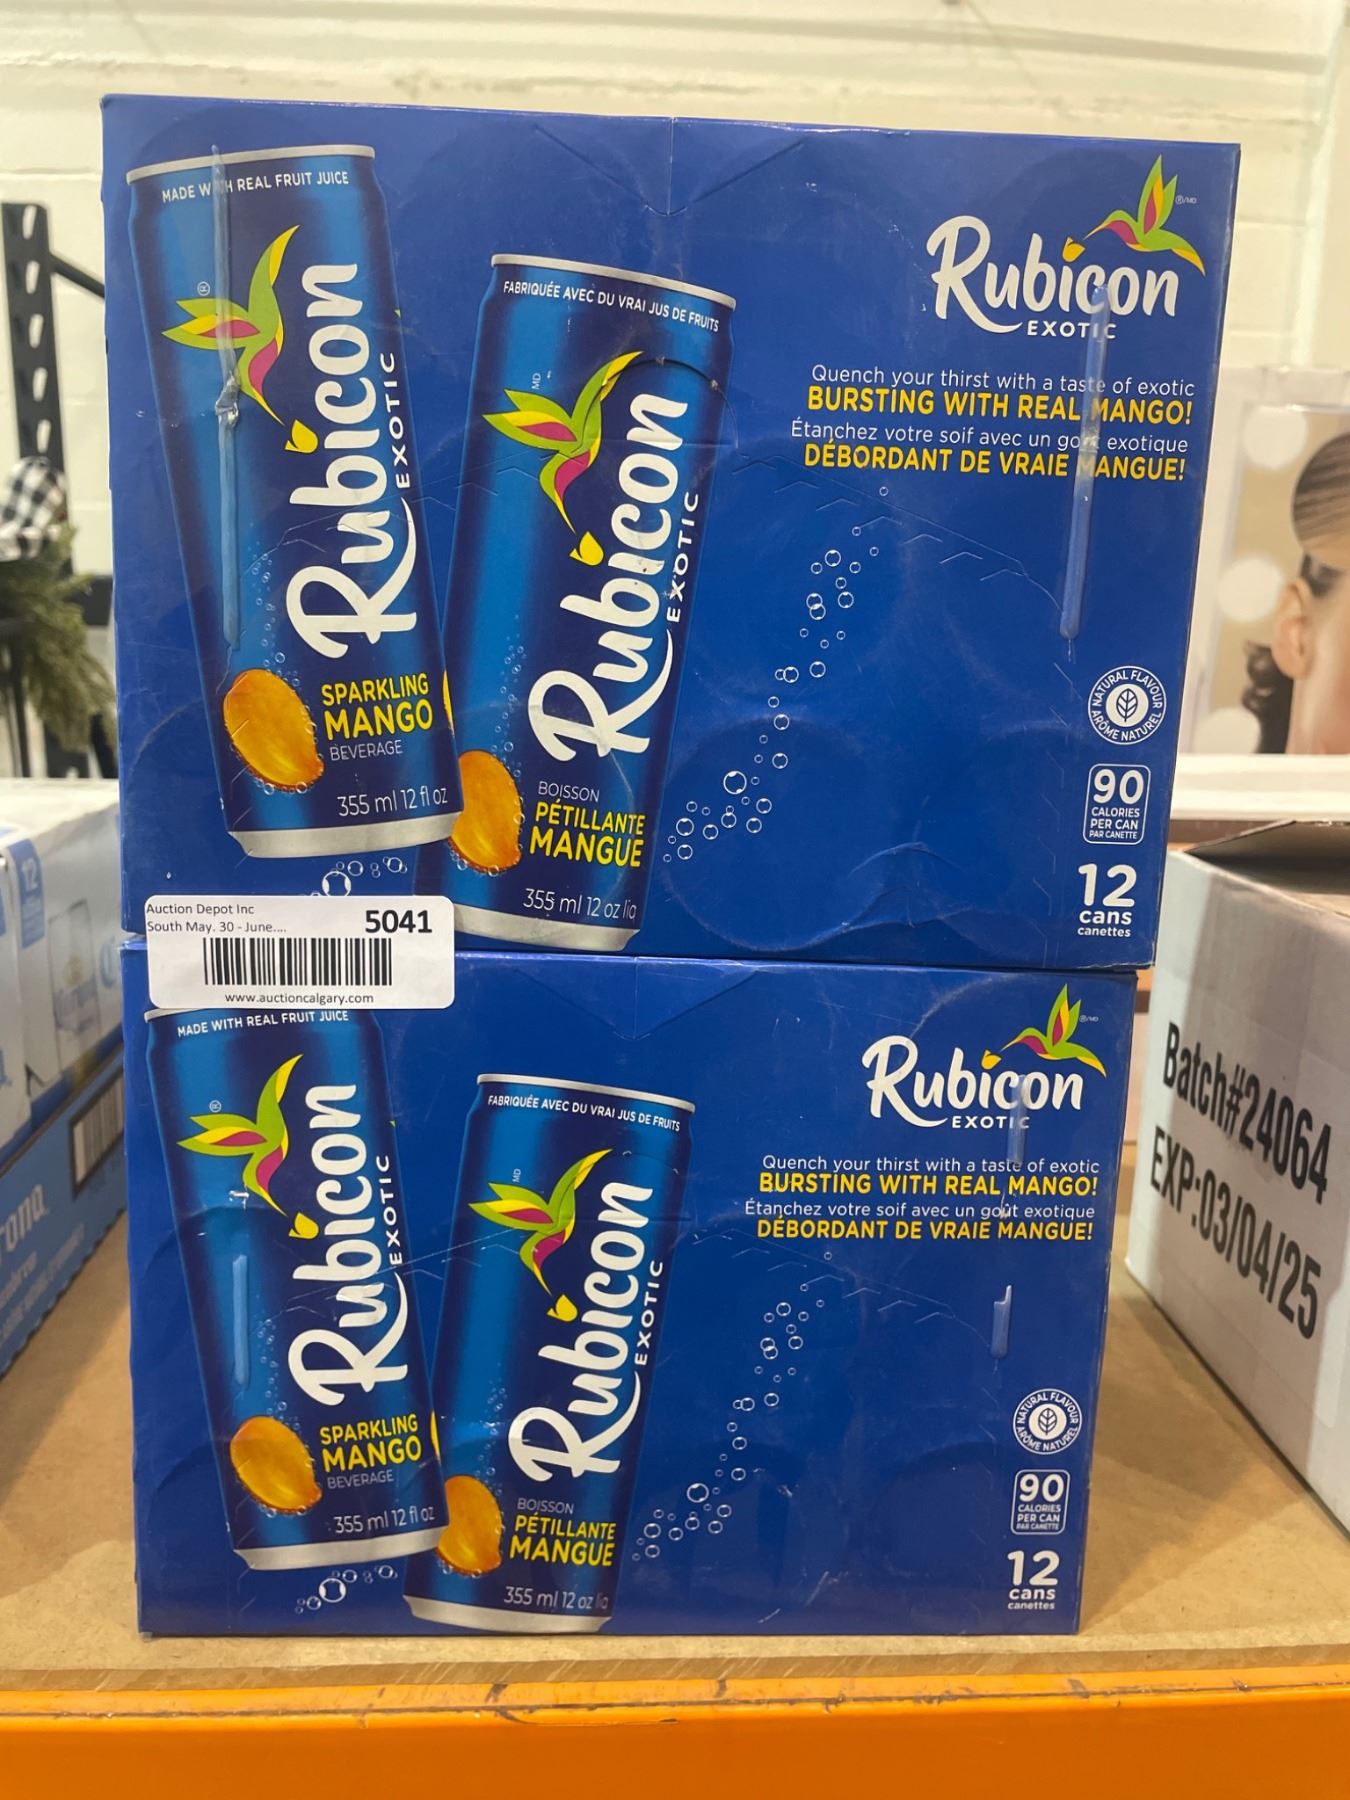 MADE WITH REAL FRUIT JUICE
Rubicon
EXOTIC
SPARKLING
MANGO
BEVERAGE
355 ml 12 fl oz
FABRIQUÉE AVEC DU VRAI JUS DE FRUITS
MD
Rubicon
EXOTIC
BOISSON
PÉTILLANTE
MANGUE
355 ml 12 oz liq
Rubicon
EXOTIC
Quench your thirst with a taste of exotic
BURSTING WITH REAL MANGO!
Étanchez votre soif avec un goût exotique
DÉBORDANT DE VRAIE MANGUE!
NATURAL FLAVOUR
ARÔME NATUREL
90
CALORIES
PER CAN
PAR CANETTE
12
cans
canettes
Auction Depot Inc
South May. 30 - June....
5041
www.auctioncalgary.com
MADE WITH REAL FRUIT JUICE
Rubicon
EXOTIC
SPARKLING
MANGO
BEVERAGE
355 ml 12 fl oz
FABRIQUÉE AVEC DU VRAI JUS DE FRUITS
MD
Rubicon
EXOTIC
BOISSON
PÉTILLANTE
MANGUE
355 ml 12 oz liq
Rubicon
EXOTIC
Quench your thirst with a taste of exotic
BURSTING WITH REAL MANGO!
Étanchez votre soif avec un goût exotique
DÉBORDANT DE VRAIE MANGUE!
NATURAL FLAVOUR
ARÔME NATUREL
90
CALORIES
PER CAN
PAR CANETTE
12
cans
canettes
Batch#24064
EXP:03/04/25
12